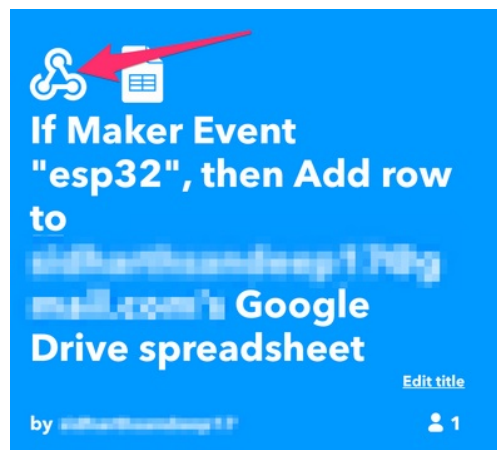 If Maker Event
"esp32", then Add row
to
Google
Drive spreadsheet
Edit title
by
1